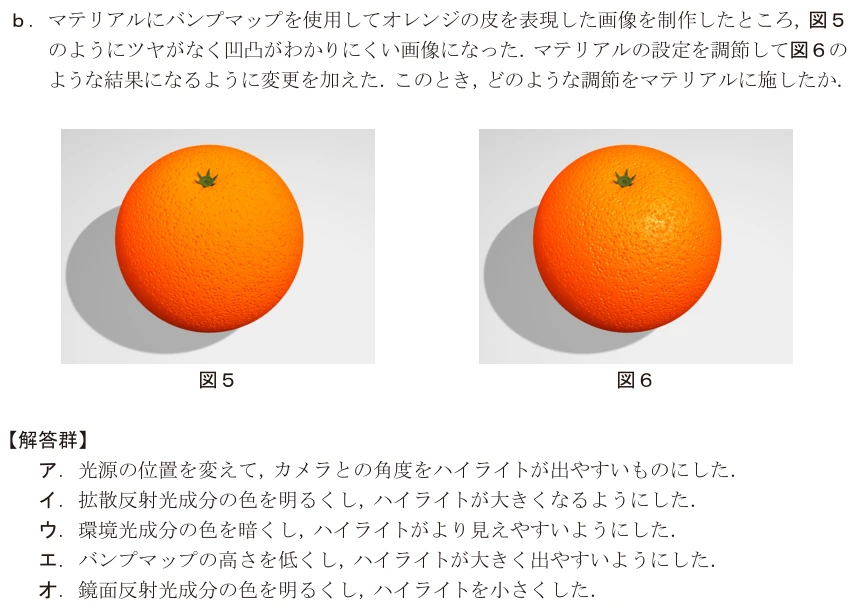 b．マテリアルにバンプマップを使用してオレンジの皮を表現した画像を制作したところ，図5
のようにツヤがなく凹凸がわかりにくい画像になった．マテリアルの設定を調節して図6の
ような結果になるように変更を加えた．このとき，どのような調節をマテリアルに施したか．
図5
図6
【解答群】
ア．光源の位置を変えて，カメラとの角度をハイライトが出やすいものにした．
イ．拡散反射光成分の色を明るくし，ハイライトが大きくなるようにした．
ウ．環境光成分の色を暗くし，ハイライトがより見えやすいようにした．
エ．バンプマップの高さを低くし，ハイライトが大きく出やすいようにした．
オ．鏡面反射光成分の色を明るくし，ハイライトを小さくした．